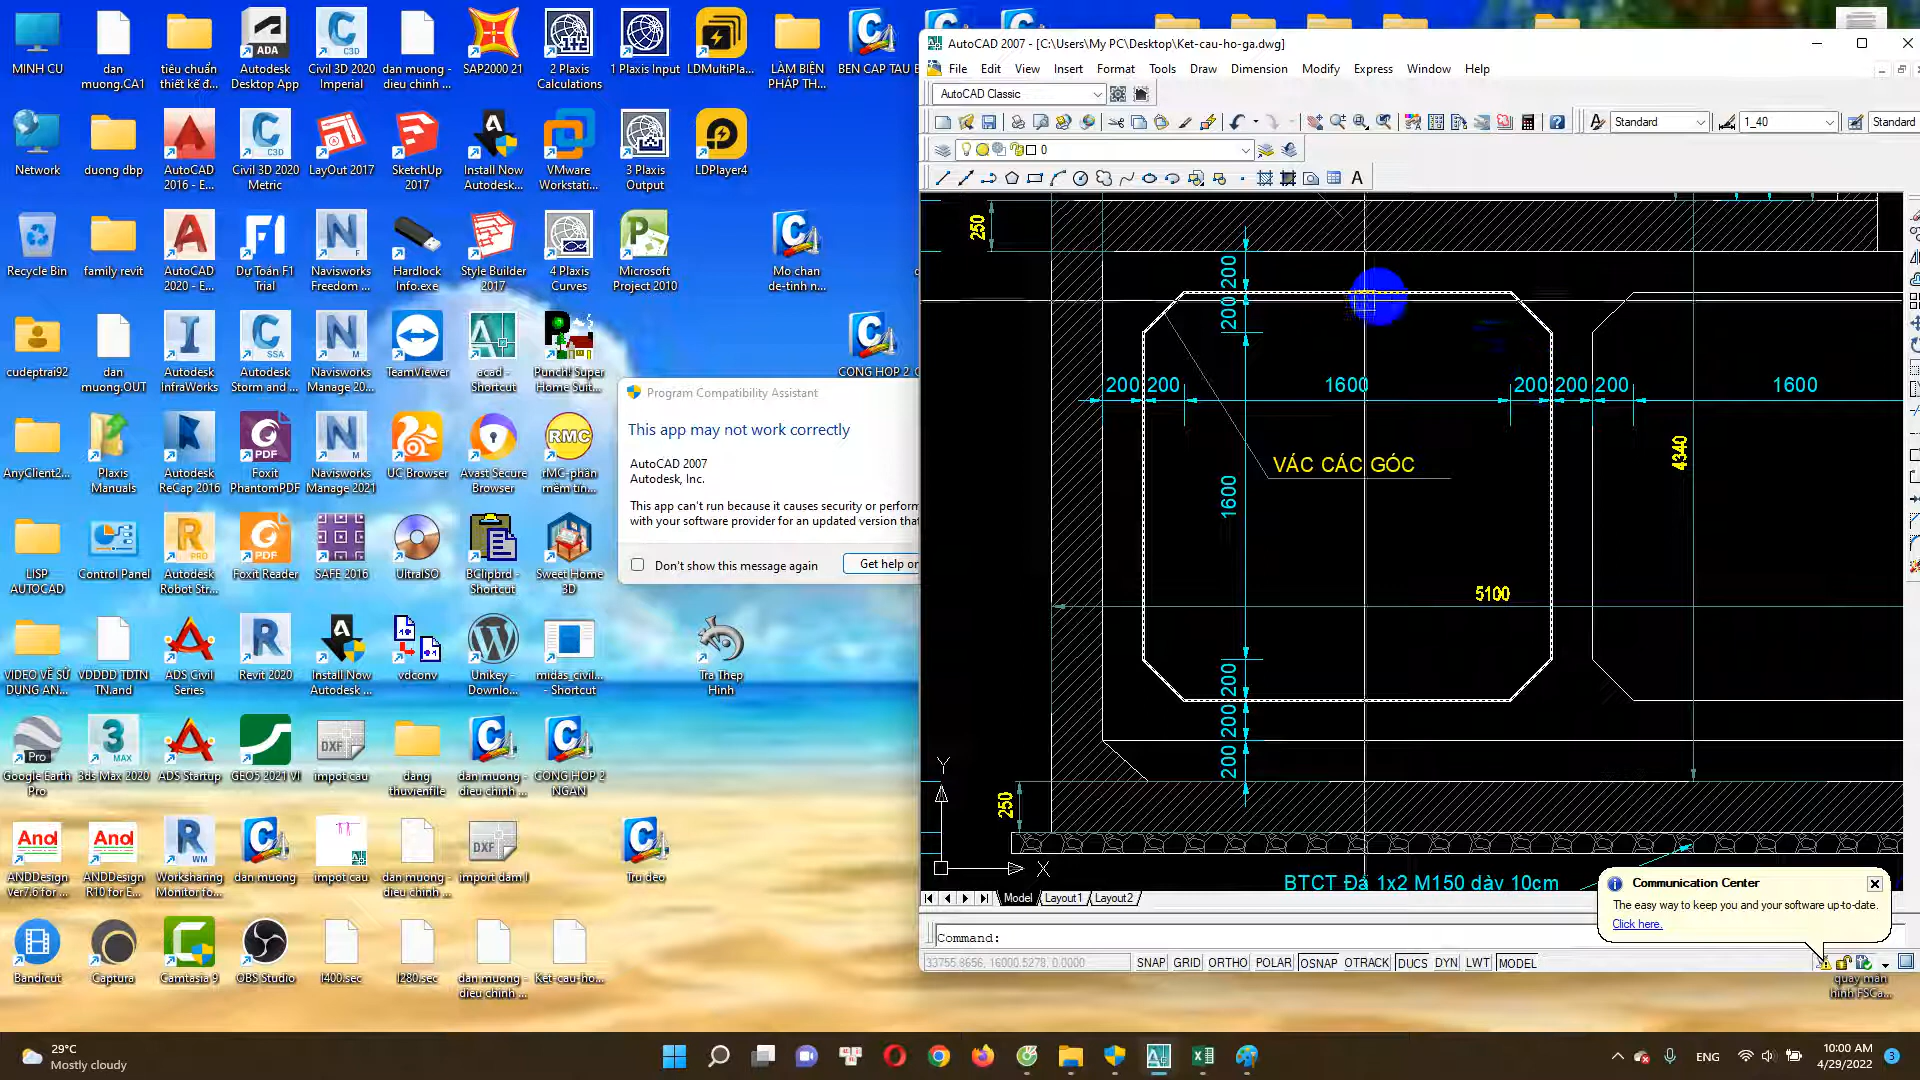 MINH CU
dan
muong.CA1
tiêu chuẩn
thiết kế đ...
Autodesk
Desktop App
Civil 3D 2020
Imperial
dan muong -
dieu chinh ...
SAP2000 21
2 Plaxis
Calculations
1 Plaxis Input
LDMultiPla...
LÀM BIỆN
PHÁP TH...
BEN CAP TAU B
Network
duong dbp
AutoCAD
2016 - E...
Civil 3D 2020
Metric
LayOut 2017
SketchUp
2017
Install Now
Autodesk...
VMware
Workstati...
3 Plaxis
Output
LDPlayer4
Recycle Bin
family revit
AutoCAD
2020 - E...
Dự Toán F1
Trial
Navisworks
Freedom ...
Hardlock
Info.exe
Style Builder
2017
4 Plaxis
Curves
Microsoft
Project 2010
Mo chan
de-tinh n...
cudeptrai92
dan
muong.OUT
Autodesk
InfraWorks
Autodesk
Storm and ...
Navisworks
Manage 20...
TeamViewer
acad -
Shortcut
Punch! Super
Home Suit...
CONG HOP 2
AnyClient2...
Plaxis
Manuals
Autodesk
ReCap 2016
Foxit
PhantomPDF
Navisworks
Manage 2021
UC Browser
Avast Secure
Browser
rMC-phần
mềm tín...
LISP
AUTOCAD
Control Panel
Autodesk
Robot Str...
Foxit Reader
SAFE 2016
UltraISO
BClipbrd -
Shortcut
Sweet Home
3D
VIDEO VỀ SỬ
DUNG AN...
VDDDD TDTN
TN.and
ADS Civil
Series
Revit 2020
Install Now
Autodesk ...
vdconv
Unikey -
Downlo...
midas_civil...
- Shortcut
Tra Thep
Hinh
Google Earth
Pro
3ds Max 2020
ADS Startup
GEO5 2021 VI
impot cau
dang
thuvienfile
dan muong -
dieu chinh ...
CONG HOP 2
NGAN
ANDDesign
Ver7.6 for ...
ANDDesign
R10 for E...
Worksharing
Monitor fo...
dan muong
impot cau
dan muong -
dieu chinh ...
import dam I
Tru deo
Bandicut
Captura
Camtasia 9
OBS Studio
I400.sec
I280.sec
dan muong -
dieu chinh ...
Ket-cau-ho...
Program Compatibility Assistant
This app may not work correctly
AutoCAD 2007
Autodesk, Inc.
This app can't run because it causes security or perform
with your software provider for an updated version that
Don't show this message again
Get help on
AutoCAD 2007 - [C:\Users\My PC\Desktop\Ket-cau-ho-ga.dwg]
File Edit View Insert Format Tools Draw Dimension Modify Express Window Help
AutoCAD Classic
Standard
1_40
Standard
0
A
250
200
200
200 200 1600 200 200 200 1600
4340
VÁC CÁC GÓC
1600
5100
200
200
200
250
Y
X
BTCT Đá 1x2 M150 dày 10cm
Model Layout1 Layout2
Communication Center
The easy way to keep you and your software up-to-date.
Click here.
Command:
33755.8656, 16000.5278, 0.0000
SNAP GRID ORTHO POLAR OSNAP OTRACK DUCS DYN LWT MODEL
quay màn
hình FSCa...
29°C
Mostly cloudy
ENG
10:00 AM
4/29/2022
3